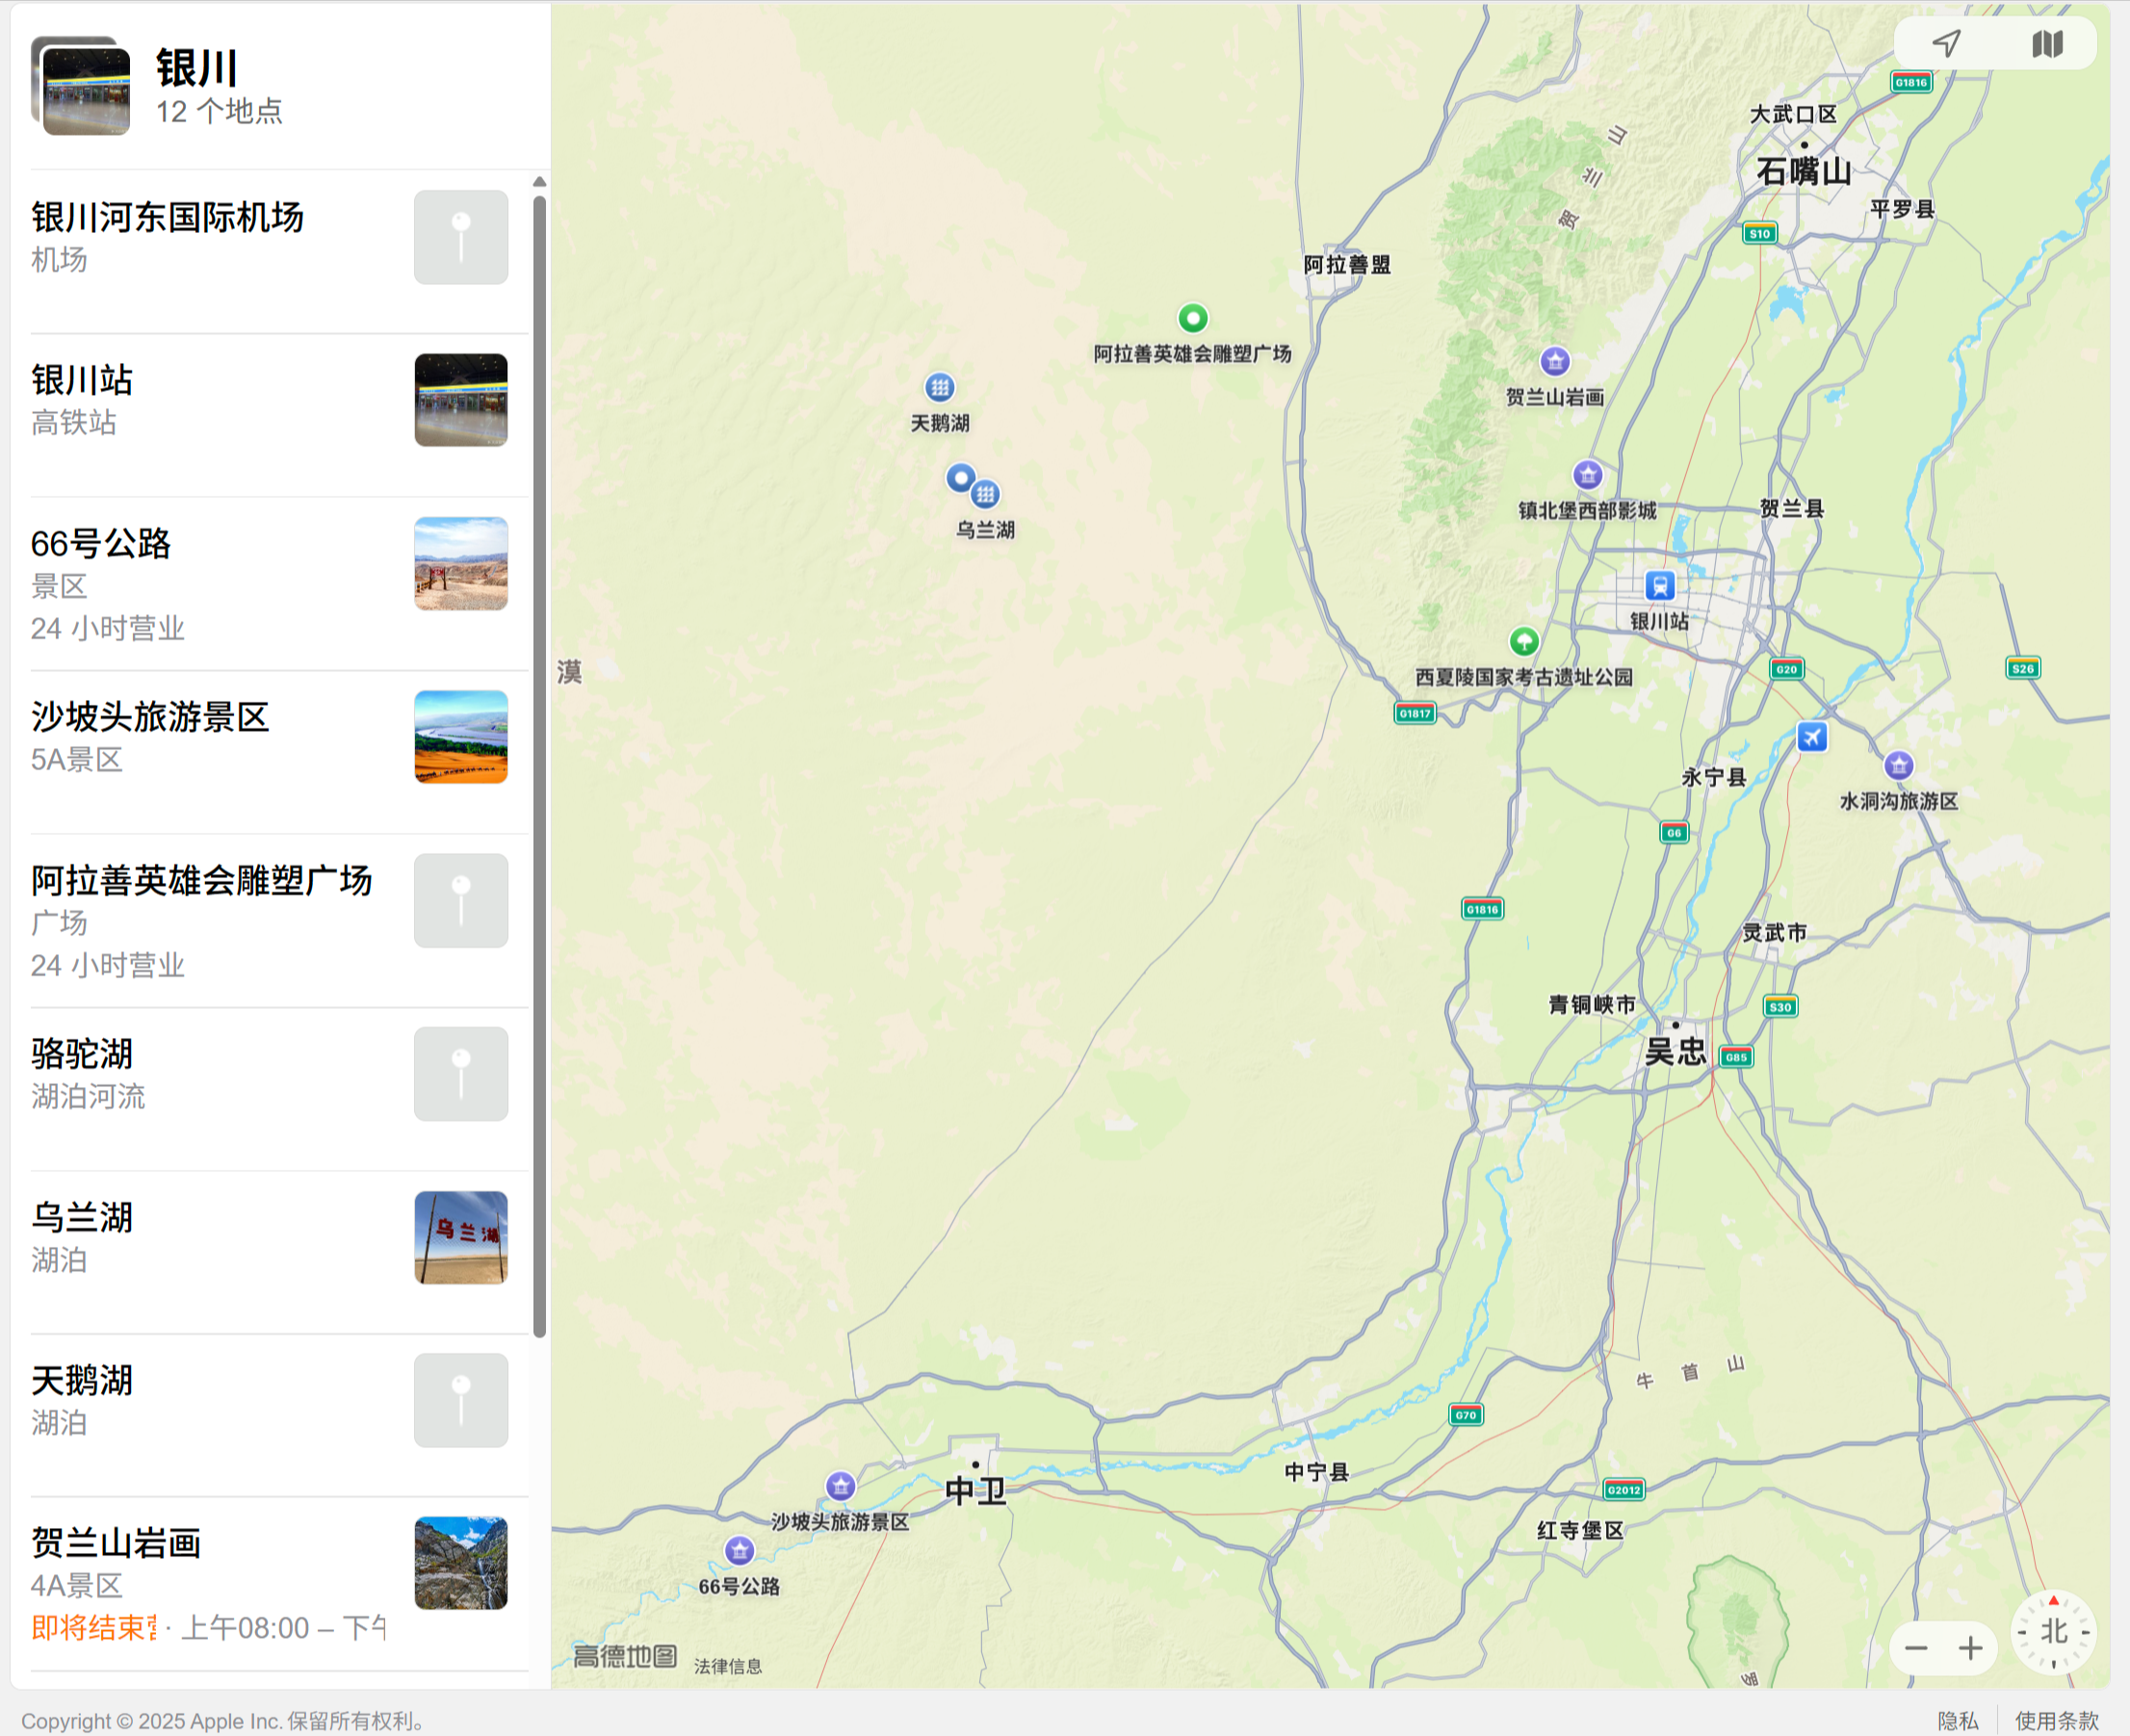 银川
12 个地点
银川河东国际机场
机场
银川站
高铁站
66号公路
景区
24 小时营业
沙坡头旅游景区
5A景区
阿拉善英雄会雕塑广场
广场
24 小时营业
骆驼湖
湖泊河流
乌兰湖
湖泊
乌兰湖
天鹅湖
湖泊
贺兰山岩画
4A景区
即将结束 · 上午08:00 – 下午
G1816
大武口区
石嘴山
平罗县
S10
贺兰山
阿拉善盟
阿拉善英雄会雕塑广场
贺兰山岩画
天鹅湖
乌兰湖
镇北堡西部影城
贺兰县
银川站
西夏陵国家考古遗址公园
漠
G20
S26
G1817
永宁县
水洞沟旅游区
G6
G1816
灵武市
青铜峡市
S30
吴忠
G85
牛首山
G70
中宁县
中卫
G2012
沙坡头旅游景区
红寺堡区
66号公路
罗
北
高德地图
法律信息
Copyright © 2025 Apple Inc. 保留所有权利。
隐私
使用条款